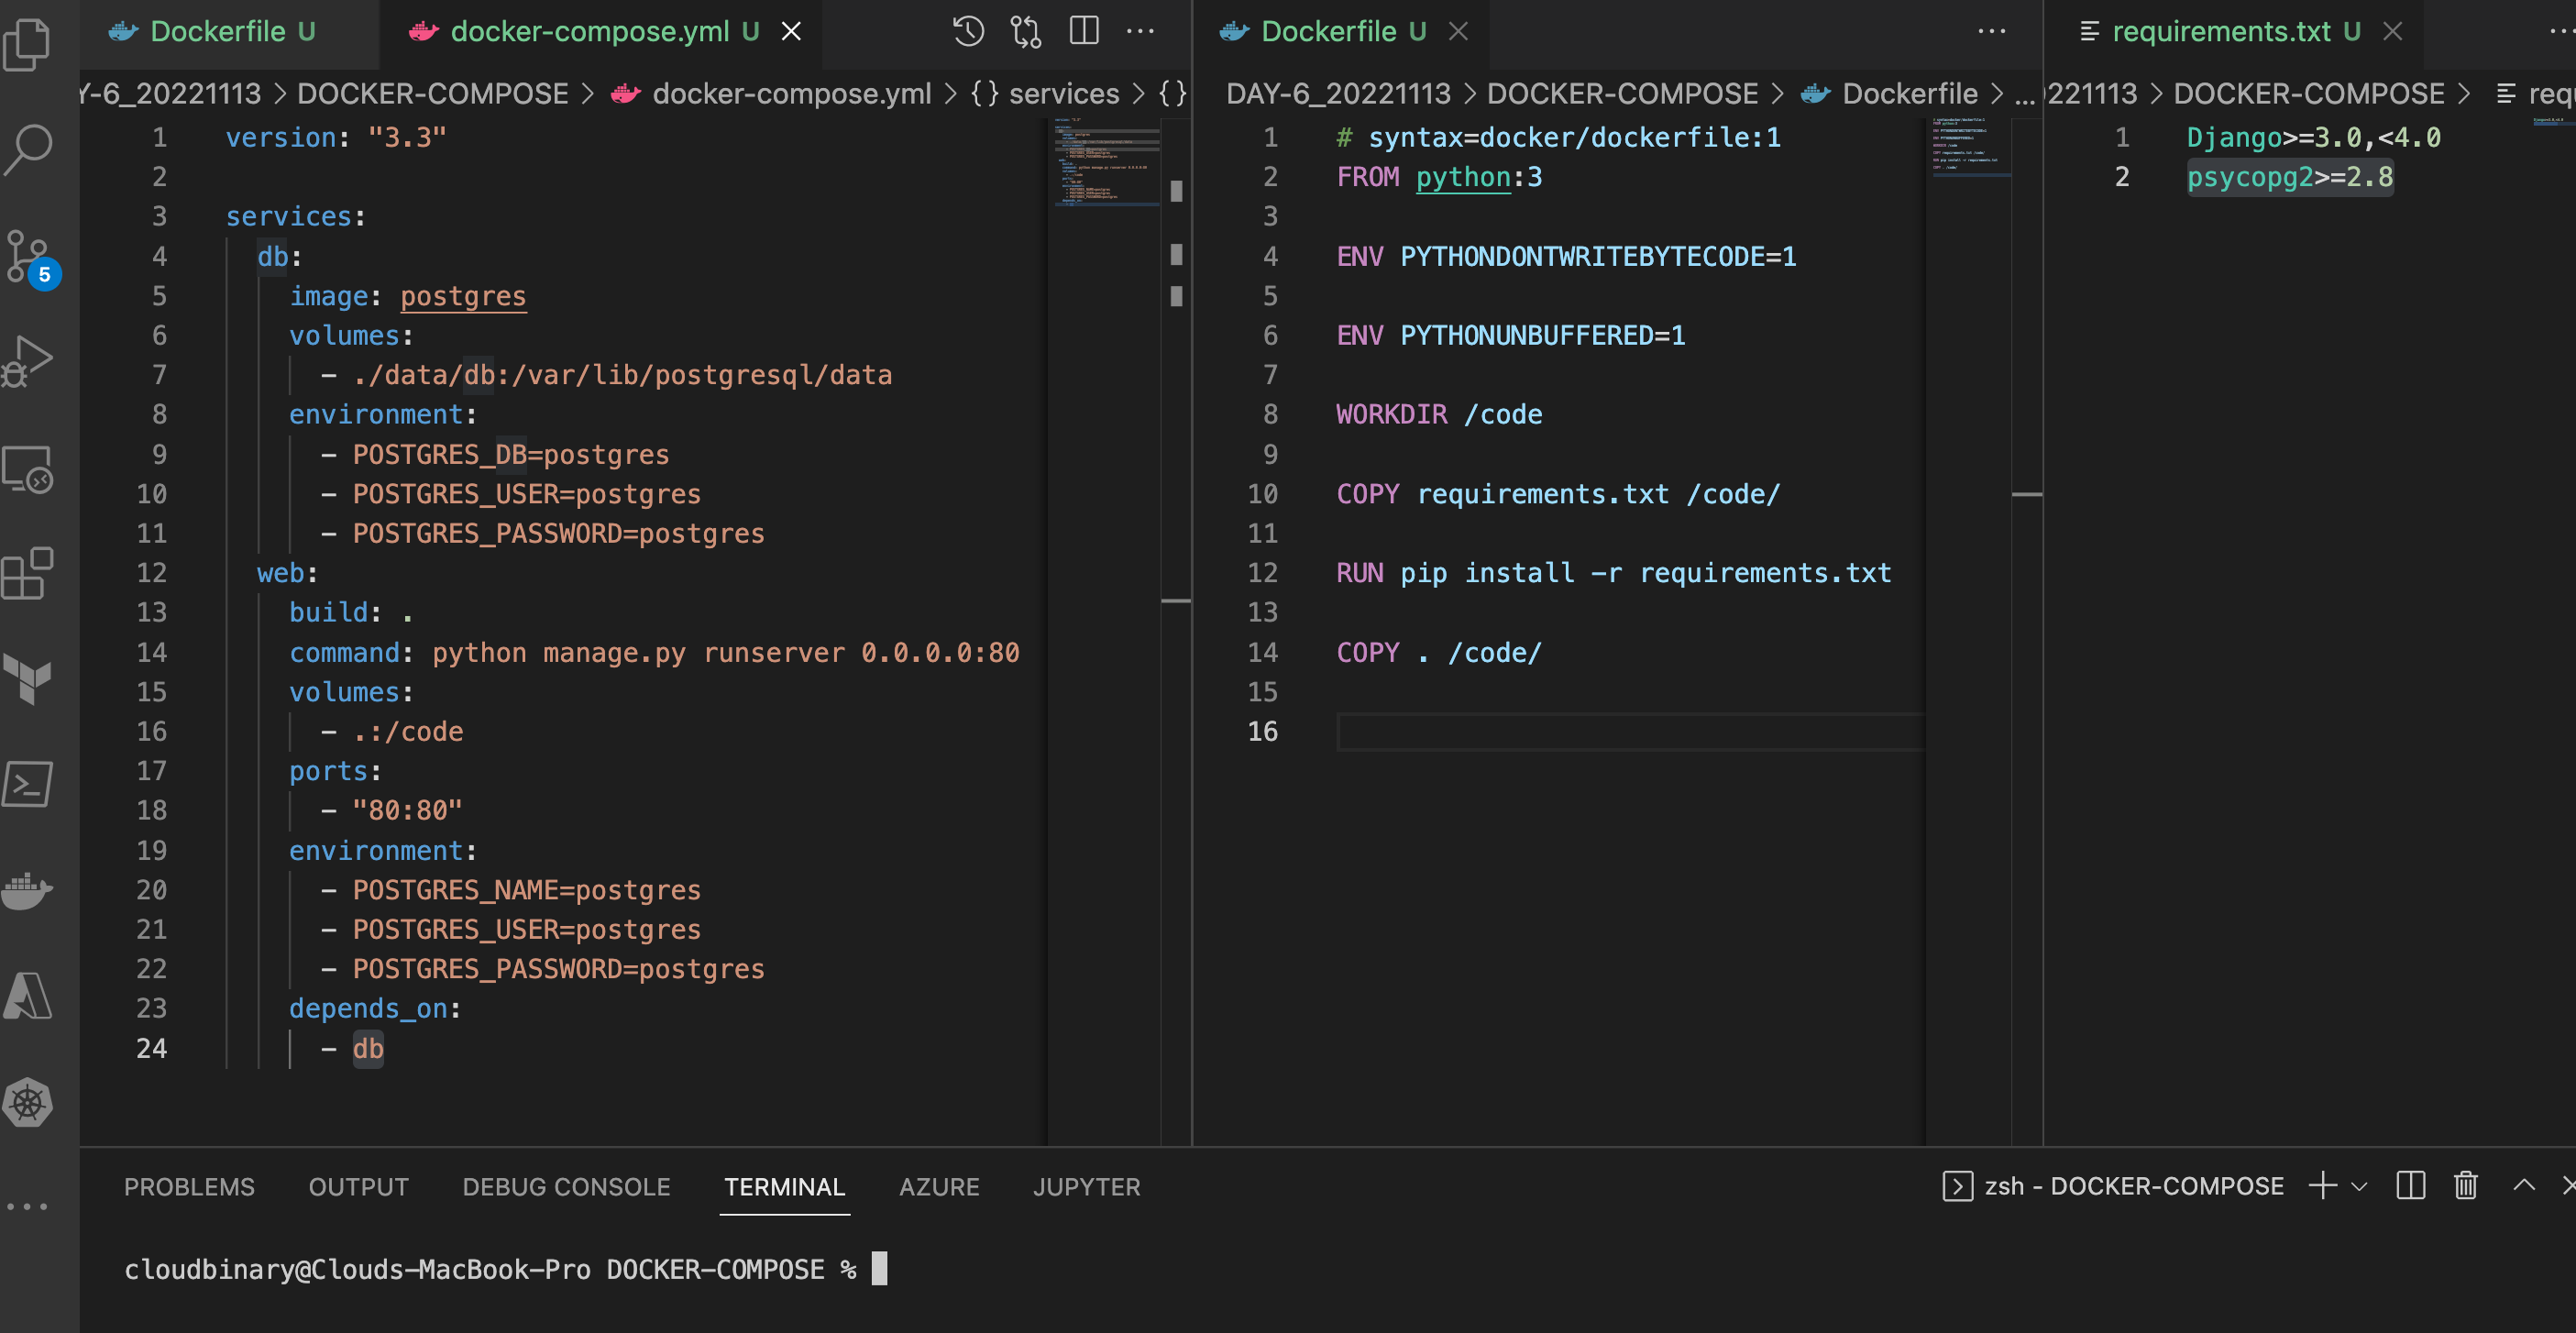 Dockerfile U
docker-compose.yml U
Y-6_20221113 > DOCKER-COMPOSE > docker-compose.yml > {} services > {}
1 version: "3.3"
2
3 services:
4 db:
5 image: postgres
6 volumes:
7 - ./data/db:/var/lib/postgresql/data
8 environment:
9 - POSTGRES_DB=postgres
10 - POSTGRES_USER=postgres
11 - POSTGRES_PASSWORD=postgres
12 web:
13 build: .
14 command: python manage.py runserver 0.0.0.0:80
15 volumes:
16 - .:/code
17 ports:
18 - "80:80"
19 environment:
20 - POSTGRES_NAME=postgres
21 - POSTGRES_USER=postgres
22 - POSTGRES_PASSWORD=postgres
23 depends_on:
24 - db
Dockerfile U
DAY-6_20221113 > DOCKER-COMPOSE > Dockerfile > ...
1 # syntax=docker/dockerfile:1
2 FROM python:3
3
4 ENV PYTHONDONTWRITEBYTECODE=1
5
6 ENV PYTHONUNBUFFERED=1
7
8 WORKDIR /code
9
10 COPY requirements.txt /code/
11
12 RUN pip install -r requirements.txt
13
14 COPY . /code/
15
16
requirements.txt U
221113 > DOCKER-COMPOSE > requ
1 Django>=3.0,<4.0
2 psycopg2>=2.8
5
PROBLEMS OUTPUT DEBUG CONSOLE TERMINAL AZURE JUPYTER
zsh - DOCKER-COMPOSE
cloudbinary@Clouds-MacBook-Pro DOCKER-COMPOSE %